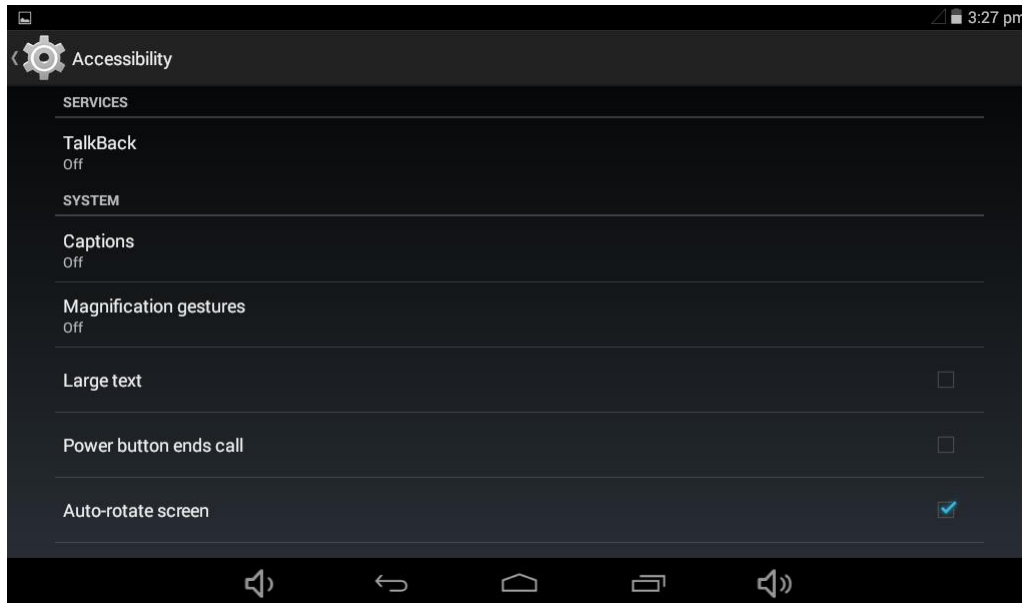 3:27 pm
Accessibility
SERVICES
TalkBack
Off
SYSTEM
Captions
Off
Magnification gestures
Off
Large text
Power button ends call
Auto-rotate screen